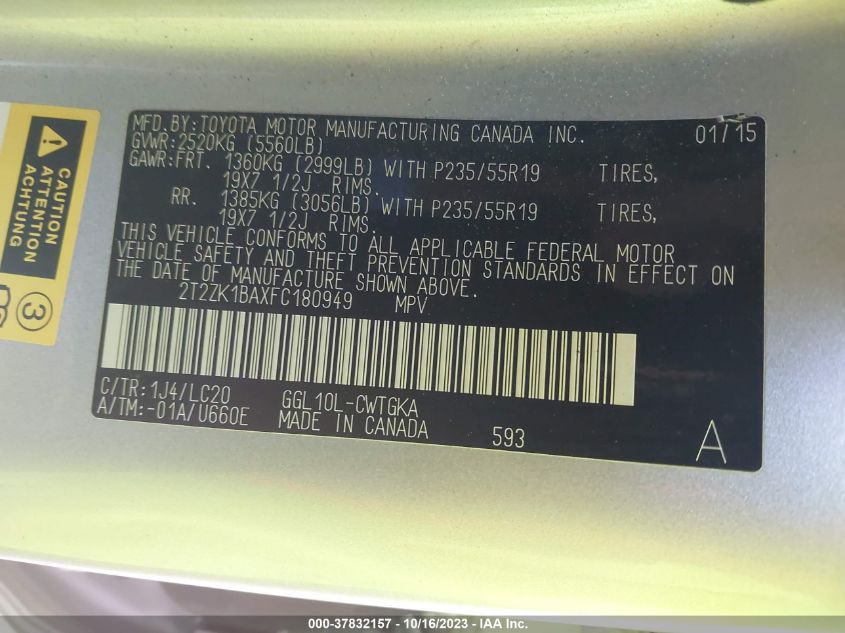 MFD.BY:TOYOTA MOTOR MANUFACTURING CANADA INC. 01/15
GVWR:2520KG (5560LB)
GAWR:FRT. 1360KG (2999LB) WITH P235/55R19 TIRES,
19X7 1/2J RIMS.
RR. 1385KG (3056LB) WITH P235/55R19 TIRES,
19X7 1/2J RIMS.
THIS VEHICLE CONFORMS TO ALL APPLICABLE FEDERAL MOTOR
VEHICLE SAFETY AND THEFT PREVENTION STANDARDS IN EFFECT ON
THE DATE OF MANUFACTURE SHOWN ABOVE.
2T2ZK1BAXFC180949 MPV
C/TR:1J4/LC20 GGL10L-CWTGKA
A/TM:-01A/U660E MADE IN CANADA 593 A
CAUTION
ATTENTION
ACHTUNG
3
000-37832157 - 10/16/2023 - IAA Inc.